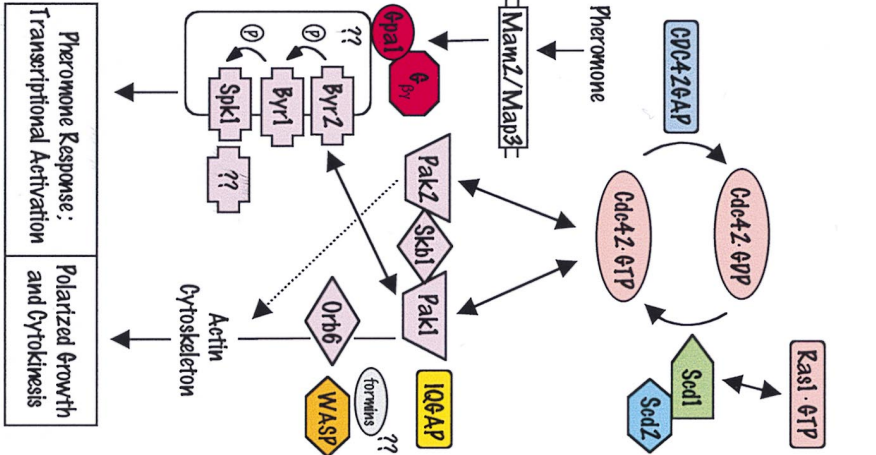 Ras1·GTP
CDC42GAP
Cdc42·GDP
Scd1
Scd2
Cdc42·GTP
Pheromone
Mam2/Map3
Gpa1
Gβγ
Pak2
Skb1
Pak1
IQGAP
formins
??
WASP
Orb6
??
P
P
Byr2
Byr1
Spk1
??
Actin
Cytoskeleton
Pheromone Response;
Transcriptional Activation
Polarized Growth
and Cytokinesis